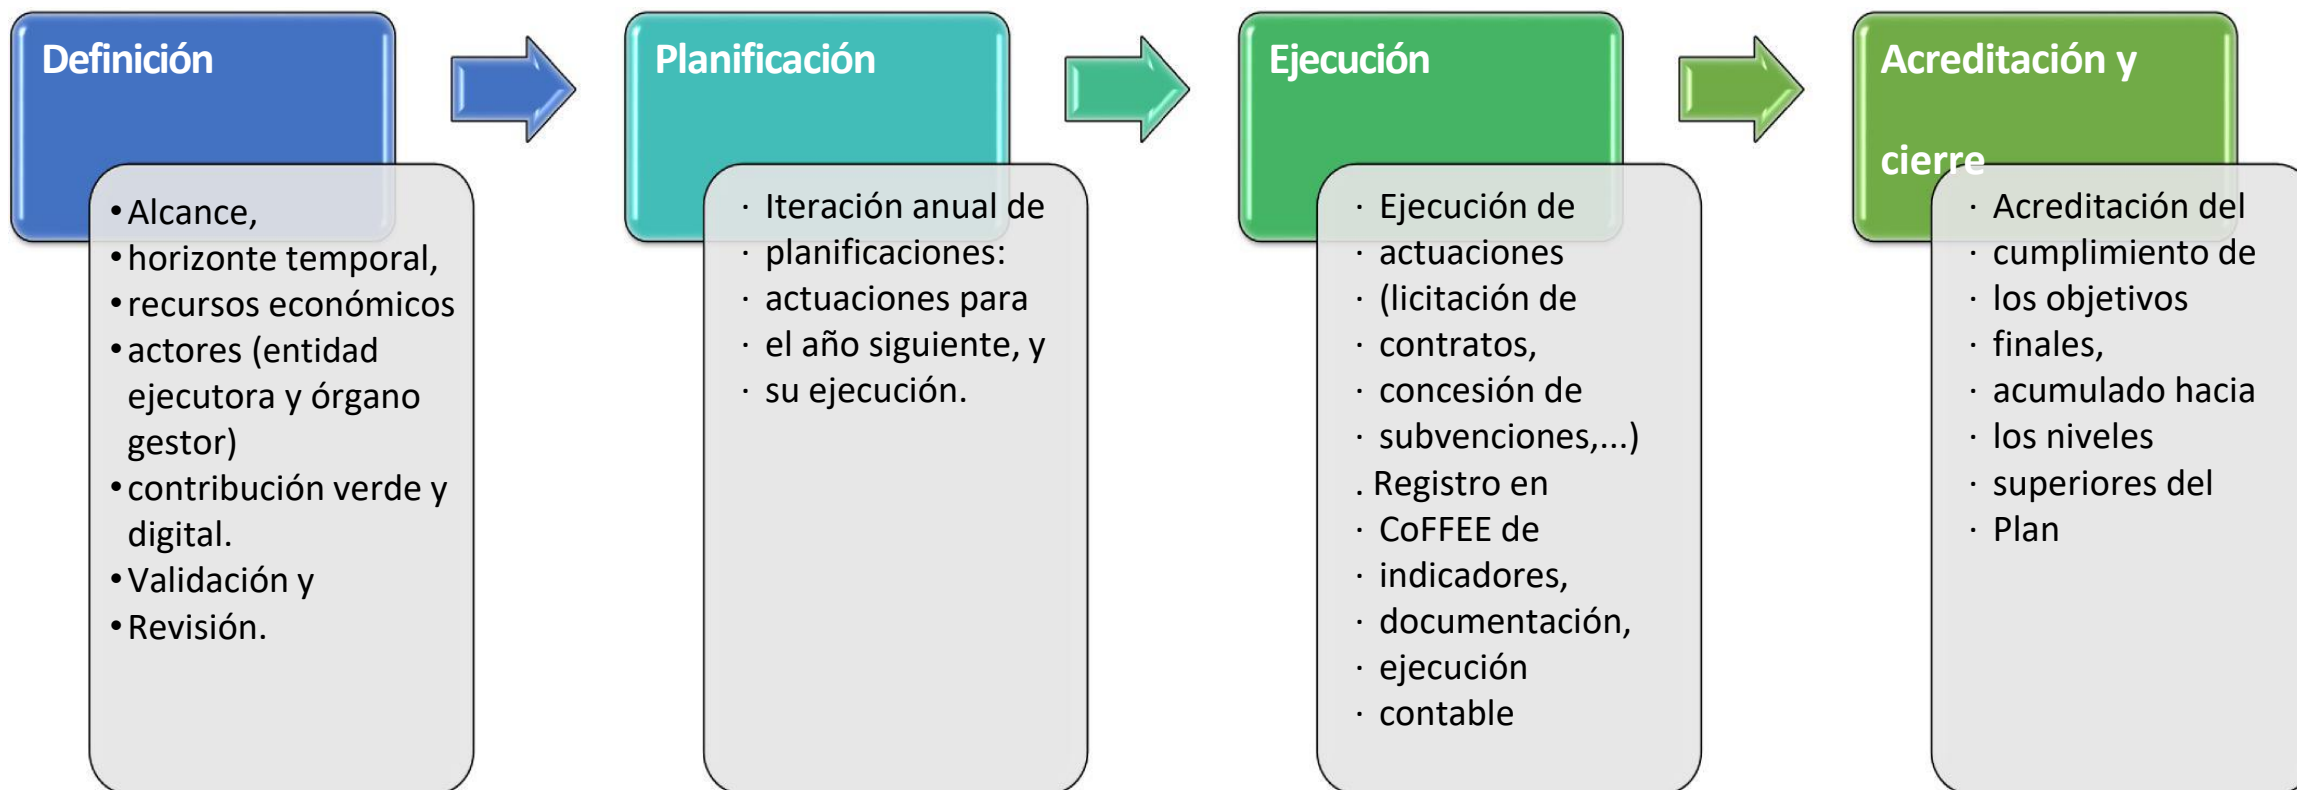 Definición
• Alcance,
• horizonte temporal,
• recursos económicos
• actores (entidad
ejecutora y órgano
gestor)
• contribución verde y
digital.
• Validación y
• Revisión.
Planificación
· Iteración anual de
· planificaciones:
· actuaciones para
· el año siguiente, y
· su ejecución.
Ejecución
· Ejecución de
· actuaciones
· (licitación de
· contratos,
· concesión de
· subvenciones,...)
. Registro en
· CoFFEE de
· indicadores,
· documentación,
· ejecución
· contable
Acreditación y
cierre
· Acreditación del
· cumplimiento de
· los objetivos
· finales,
· acumulado hacia
· los niveles
· superiores del
· Plan